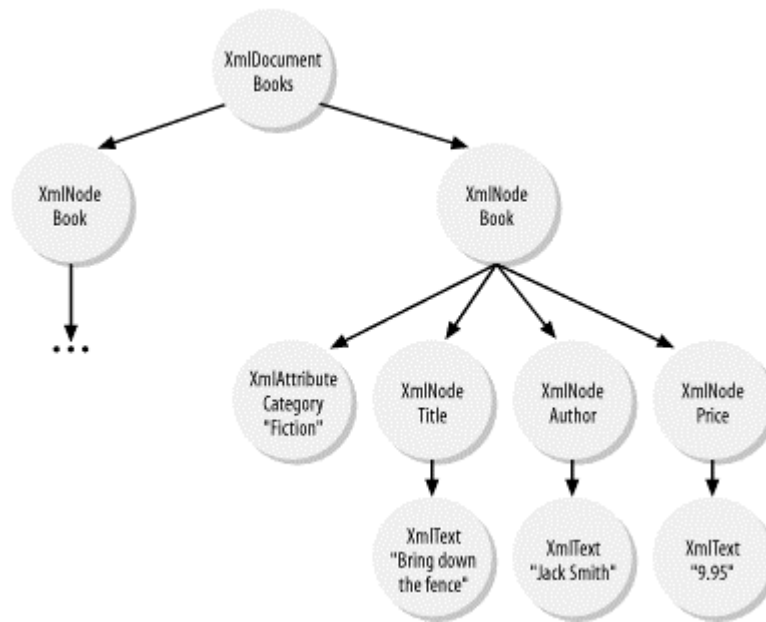 XmlDocument
Books
XmlNode
Book
XmlNode
Book
...
XmlAttribute
Category
"Fiction"
XmlNode
Title
XmlNode
Author
XmlNode
Price
XmlText
"Bring down
the fence"
XmlText
"Jack Smith"
XmlText
"9.95"